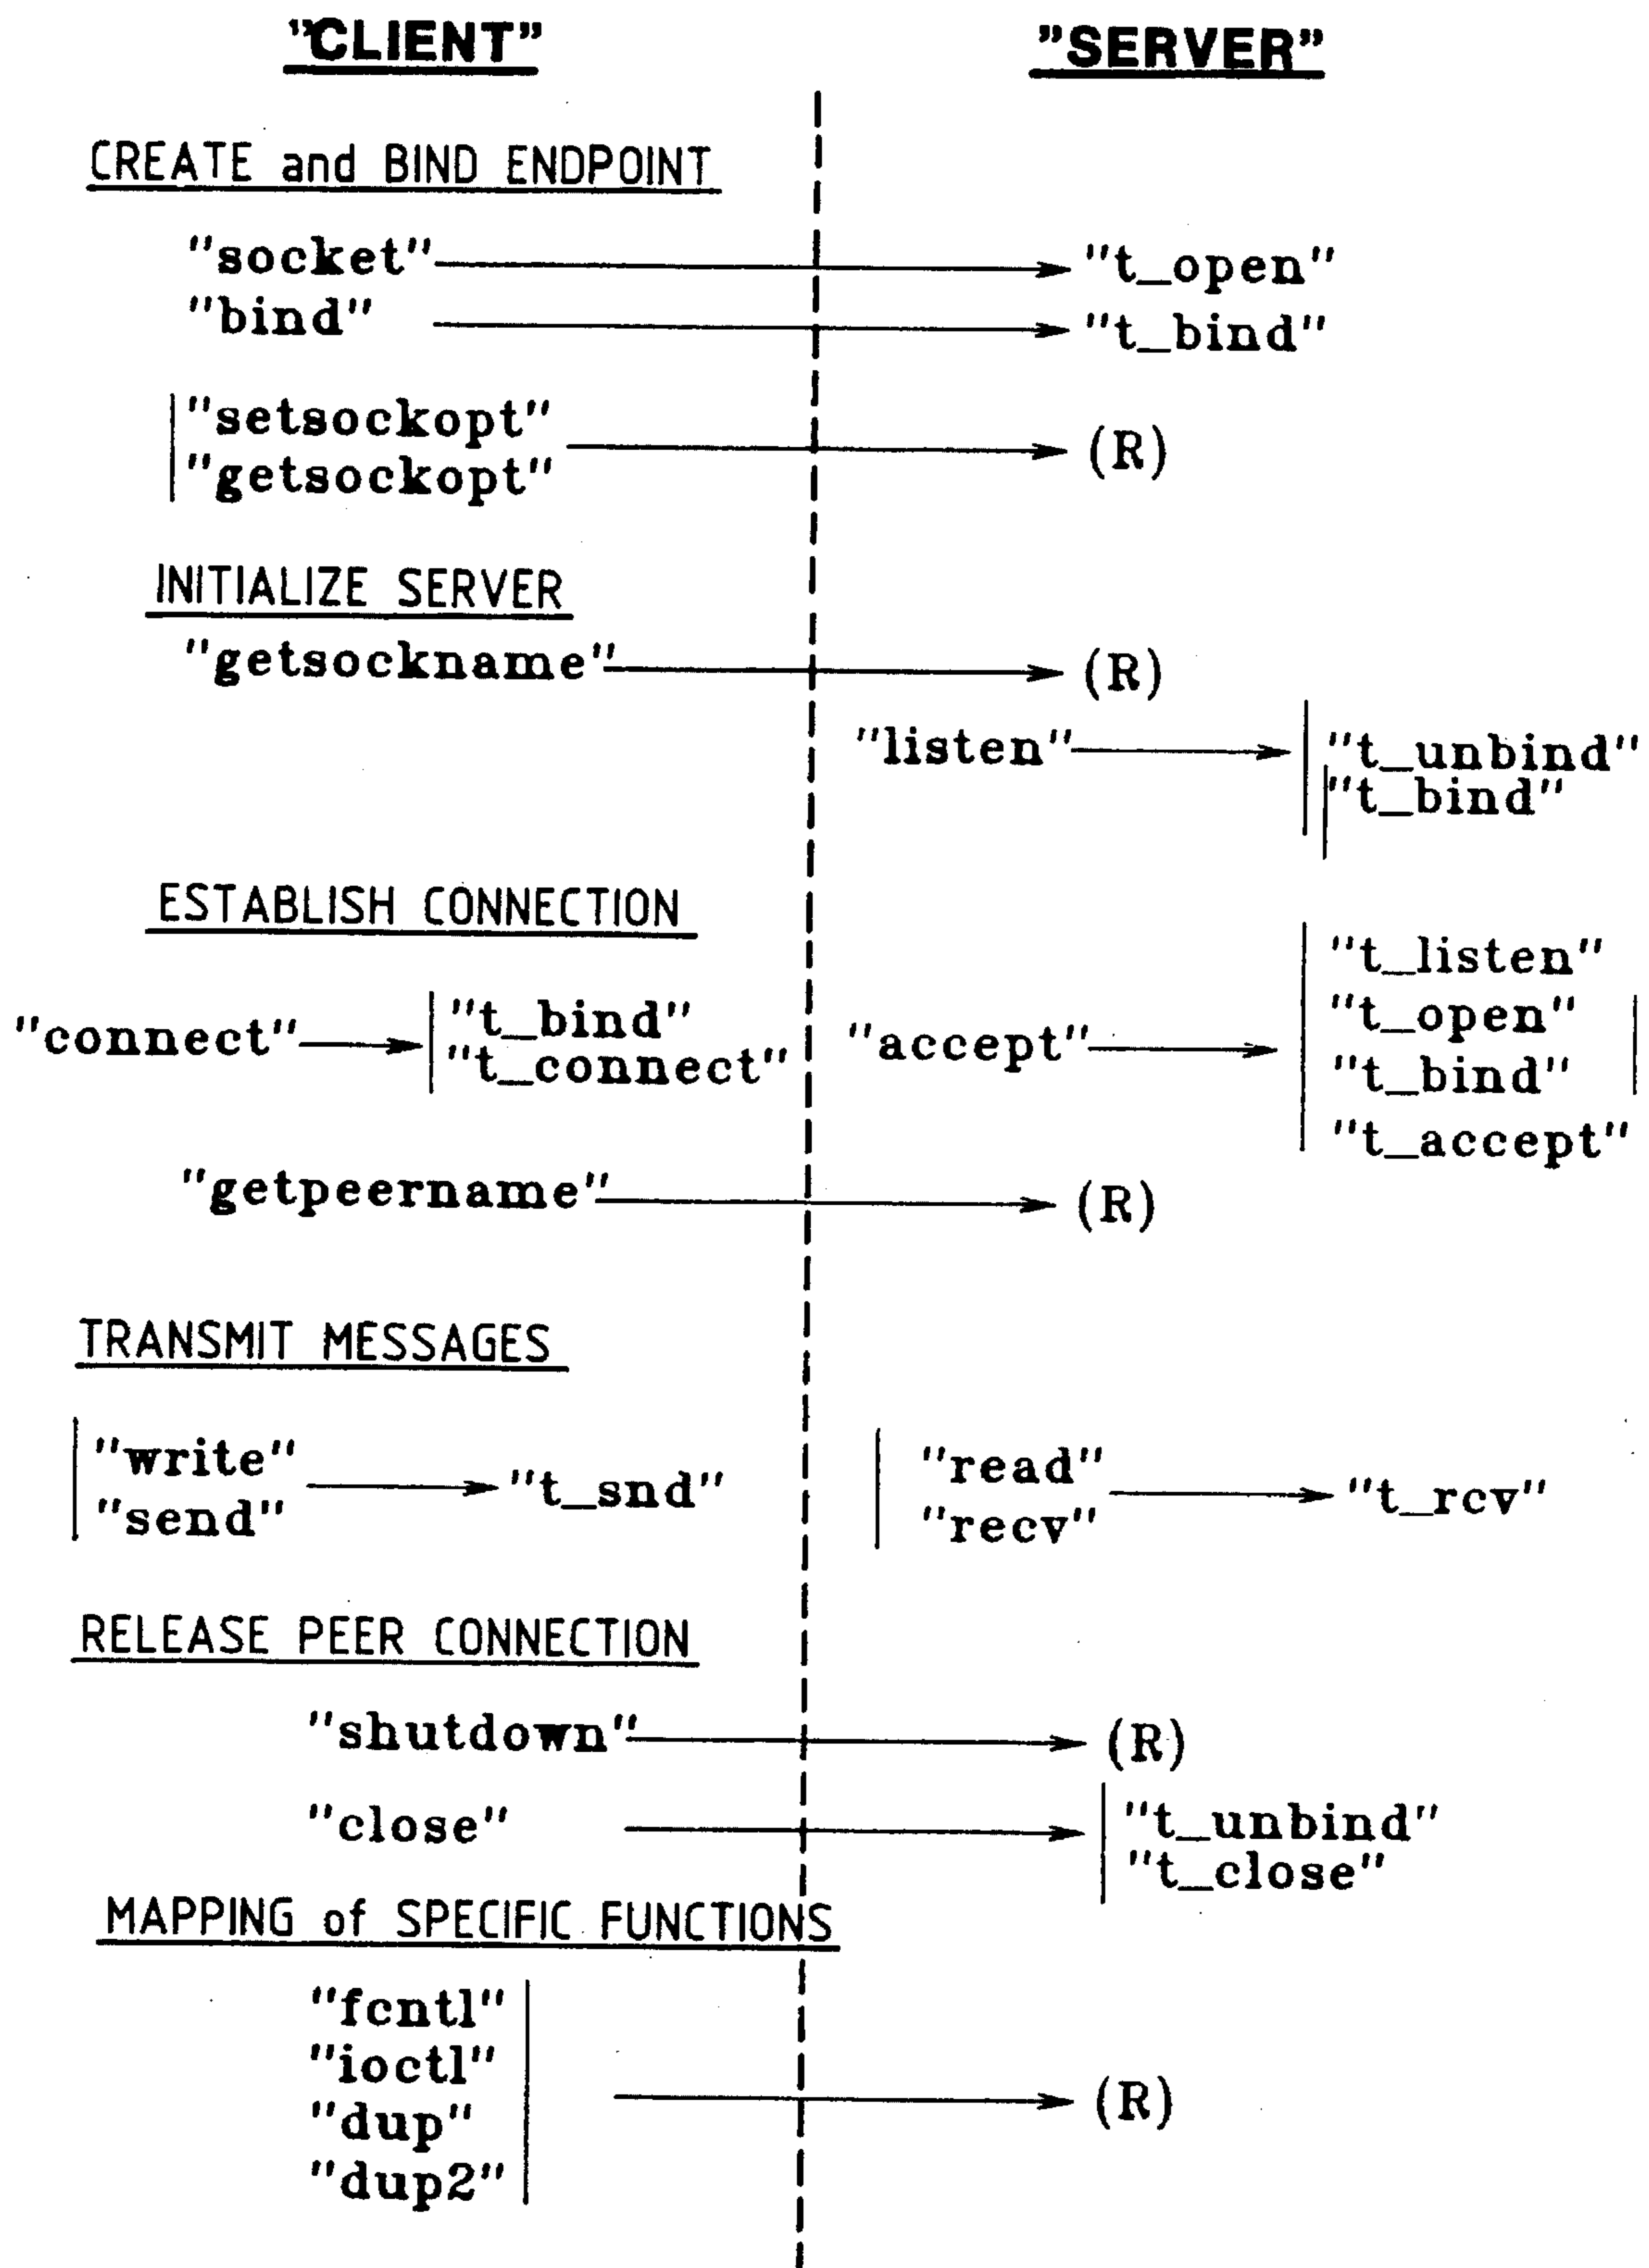 "CLIENT" "SERVER"
CREATE and BIND ENDPOINT
"socket" "t_open"
"bind" "t_bind"
"setsockopt"
"getsockopt" (R)
INITIALIZE SERVER
"getsockname" (R)
"listen" "t_unbind"
"t_bind"
ESTABLISH CONNECTION
"connect" "t_bind"
"t_connect"
"accept" "t_listen"
"t_open"
"t_bind"
"t_accept"
"getpeername" (R)
TRANSMIT MESSAGES
"write"
"send" "t_snd"
"read"
"recv" "t_rcv"
RELEASE PEER CONNECTION
"shutdown" (R)
"close" "t_unbind"
"t_close"
MAPPING of SPECIFIC FUNCTIONS
"fcntl"
"ioctl"
"dup" (R)
"dup2"